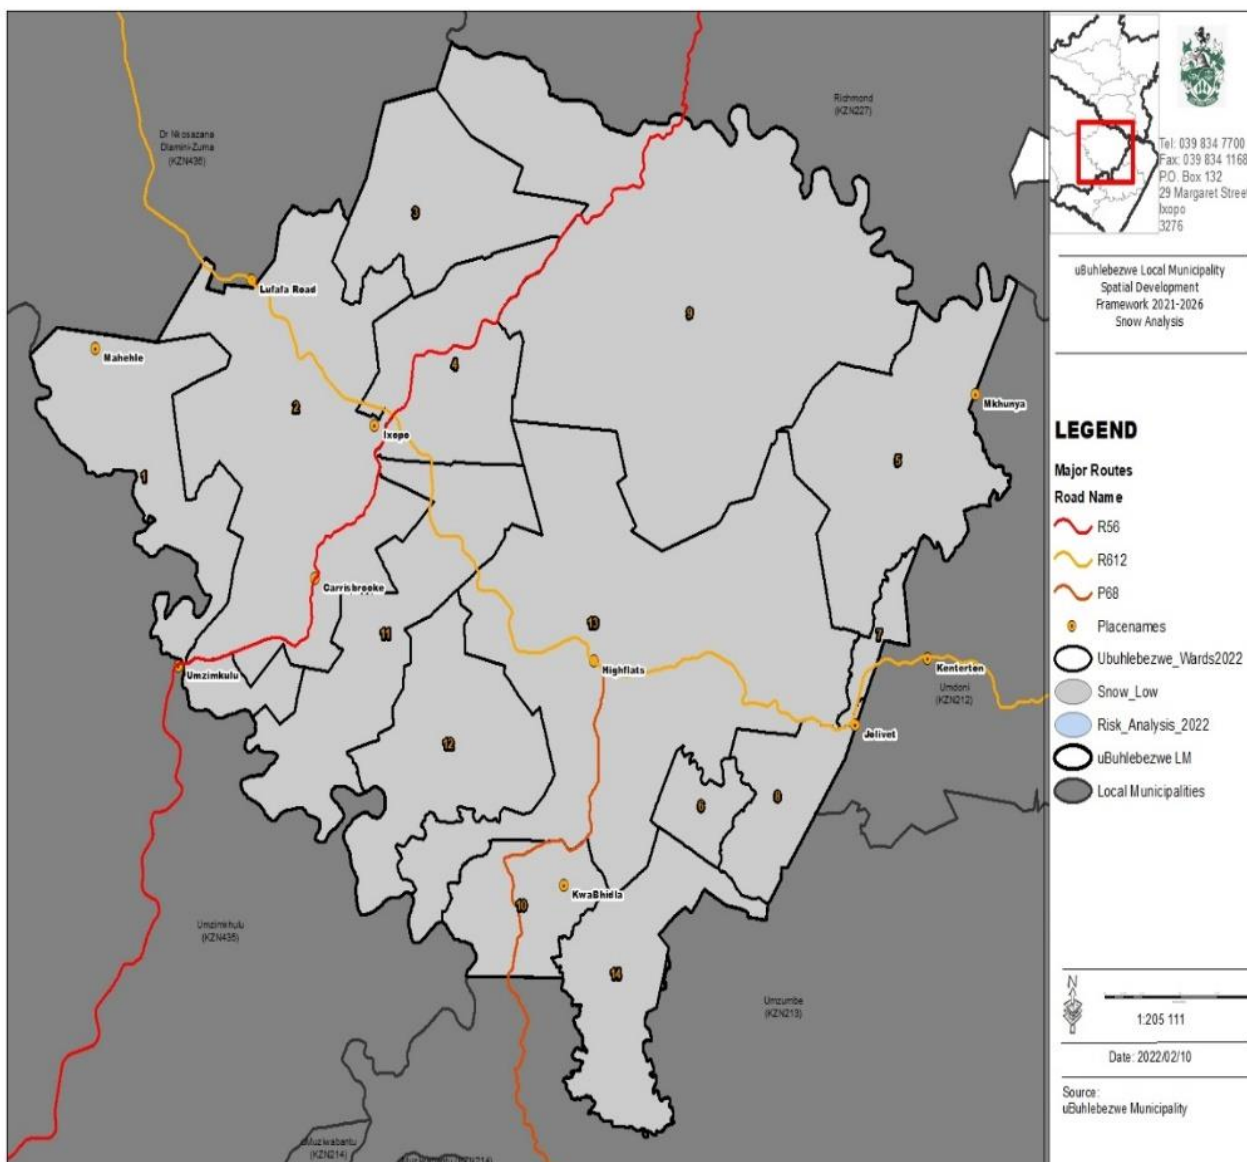 Richmond
(KZN227)
Dr Nkosazana
Dlamini-Zuma
(KZN436)
3
Lufafa Road
9
Mahehle
4
2
Mkhunya
Ixopo
5
1
Carrisbrooke
13
11
7
Highflats
Kenterton
Umzimkulu
Umdoni
(KZN212)
Jolivet
12
6
8
KwaBhidla
10
Umzimkhulu
(KZN435)
14
Umzumbe
(KZN213)
uMuziwabantu
(KZN214)
Tel: 039 834 7700
Fax: 039 834 1168
P.O. Box 132
29 Margaret Street
Ixopo
3276
uBuhlebezwe Local Municipality
Spatial Development
Framework 2021-2026
Snow Analysis
LEGEND
Major Routes
Road Name
R56
R612
P68
Placenames
Ubuhlebezwe_Wards2022
Snow_Low
Risk_Analysis_2022
uBuhlebezwe LM
Local Municipalities
N
1:205 111
Date: 2022/02/10
Source:
uBuhlebezwe Municipality